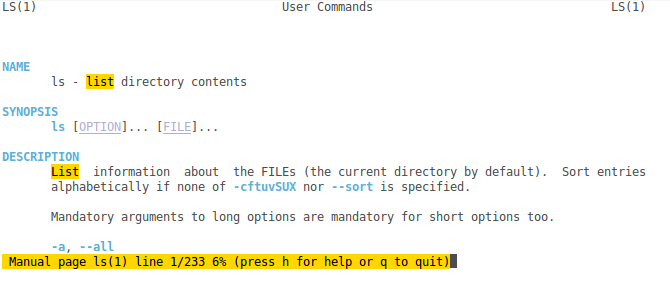 LS(1) User Commands LS(1)
NAME
ls - list directory contents
SYNOPSIS
ls [OPTION]... [FILE]...
DESCRIPTION
List information about the FILEs (the current directory by default). Sort entries
alphabetically if none of -cftuvSUX nor --sort is specified.
Mandatory arguments to long options are mandatory for short options too.
-a, --all
Manual page ls(1) line 1/233 6% (press h for help or q to quit)